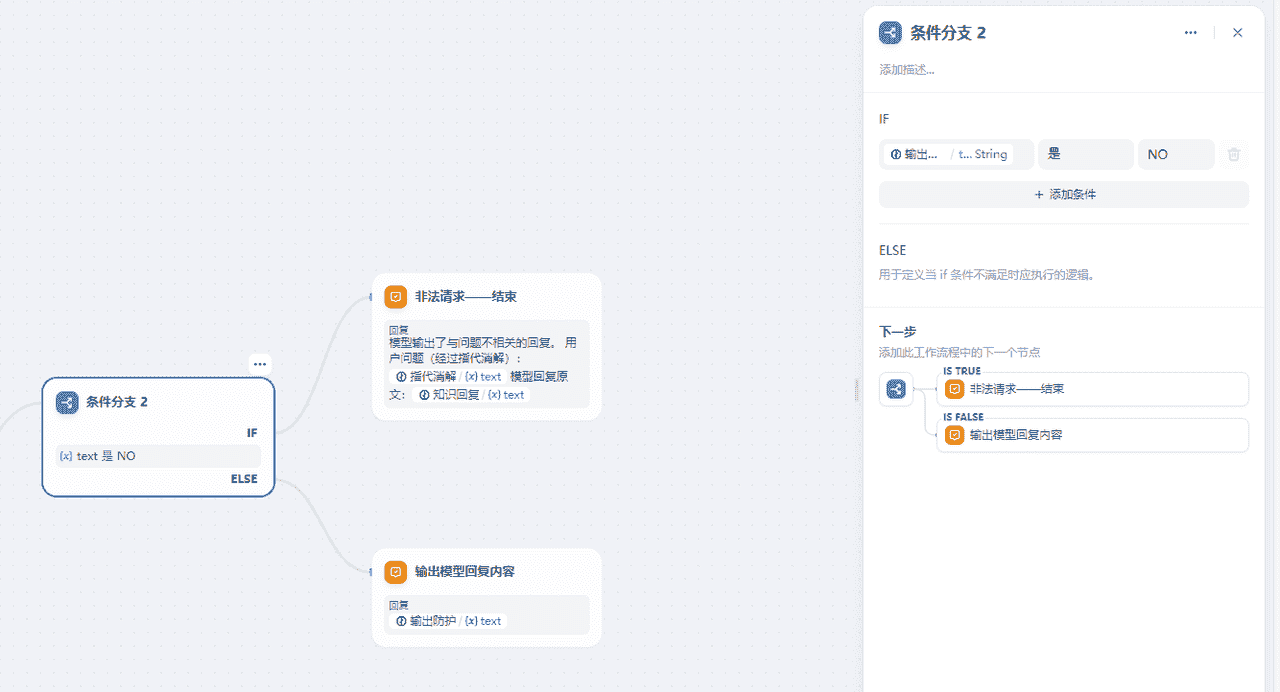 条件分支 2
IF
{x} text 是 NO
ELSE
非法请求——结束
回复
模型输出了与问题不相关的回复。 用
户问题（经过指代消解）：
指代消解 / {x} text 模型回复原
文： 知识回复 / {x} text
输出模型回复内容
回复
输出防护 / {x} text
条件分支 2
添加描述...
IF
输出... / t... String 是 NO
+ 添加条件
ELSE
用于定义当 if 条件不满足时应执行的逻辑。
下一步
添加此工作流程中的下一个节点
IS TRUE
非法请求——结束
IS FALSE
输出模型回复内容